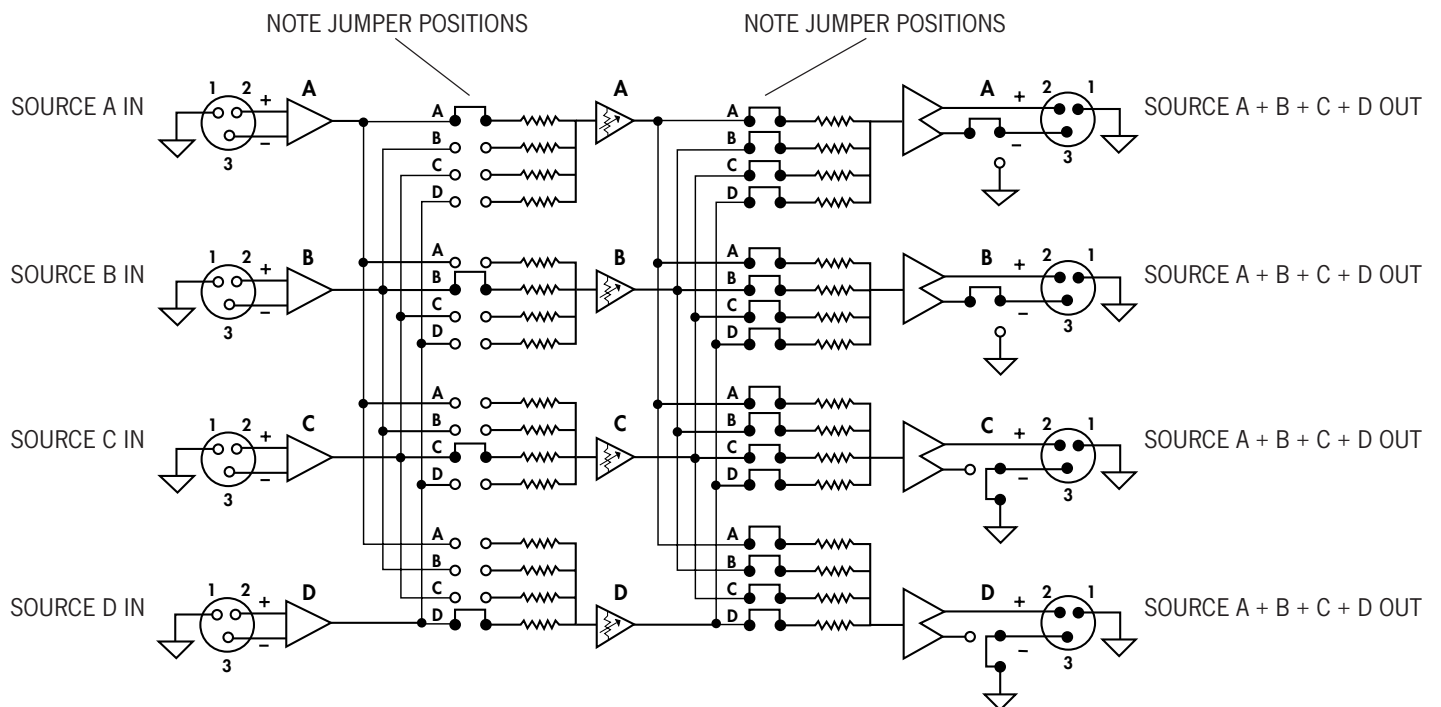 NOTE JUMPER POSITIONS NOTE JUMPER POSITIONS
SOURCE A IN 1 2 + − 3 A A B C D A A B C D A + − 2 1 3 SOURCE A + B + C + D OUT
SOURCE B IN 1 2 + − 3 B A B C D B A B C D B + − 2 1 3 SOURCE A + B + C + D OUT
SOURCE C IN 1 2 + − 3 C A B C D C A B C D C + − 2 1 3 SOURCE A + B + C + D OUT
SOURCE D IN 1 2 + − 3 D A B C D D A B C D D + − 2 1 3 SOURCE A + B + C + D OUT